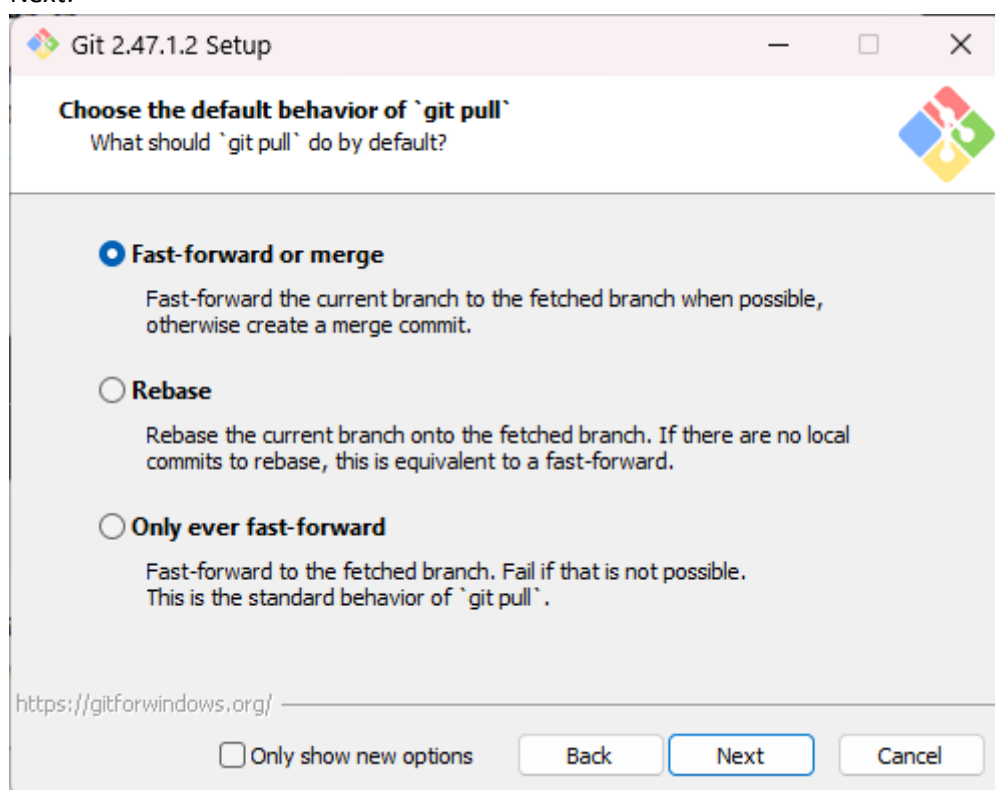 Next.
Git 2.47.1.2 Setup
Choose the default behavior of `git pull`
What should `git pull` do by default?
Fast-forward or merge
Fast-forward the current branch to the fetched branch when possible,
otherwise create a merge commit.
Rebase
Rebase the current branch onto the fetched branch. If there are no local
commits to rebase, this is equivalent to a fast-forward.
Only ever fast-forward
Fast-forward to the fetched branch. Fail if that is not possible.
This is the standard behavior of `git pull`.
https://gitforwindows.org/
Only show new options Back Next Cancel